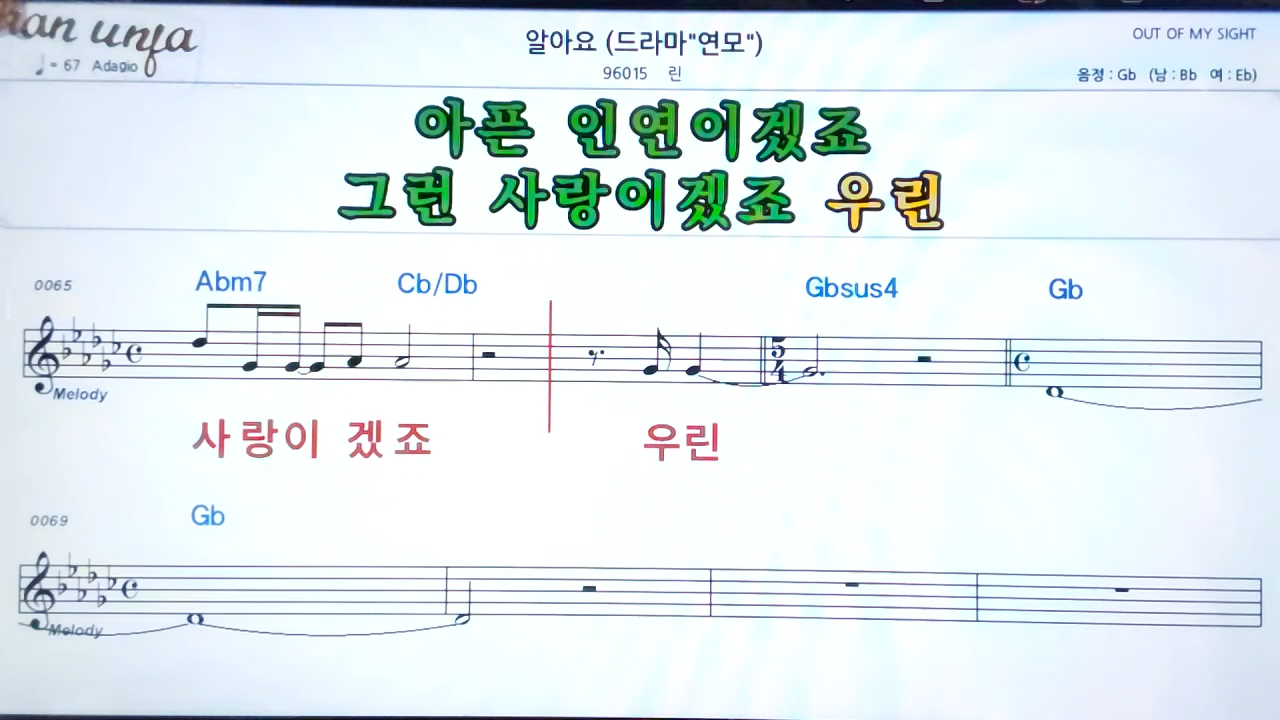 알아요 (드라마"연모")
OUT OF MY SIGHT
♩= 67 Adagio
96015 린
음정 : Gb (남 : Bb 여 : Eb)
아픈 인연이겠죠
그런 사랑이겠죠 우린
0065 Abm7 Cb/Db Gbsus4 Gb
5
4
Melody
사랑이 겠죠 우린
0069 Gb
Melody